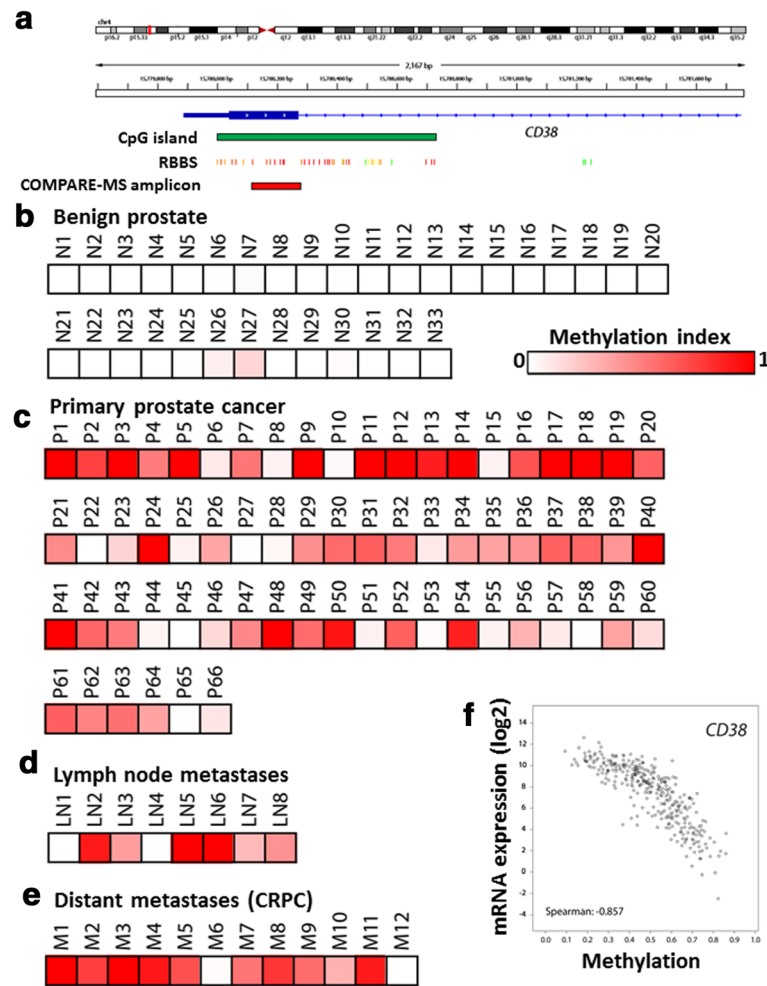 a
chr4
p16.2 p15.33 p15.2 p15.1 p14 p12 q12 q13.1 q13.3 q21.22 q22.2 q24 q25 q26 q28.1 q28.3 q31.21 q31.3 q32.2 q33 q34.3 q35.2
2,167 bp
15,780,000 bp 15,780,200 bp 15,780,400 bp 15,780,600 bp 15,780,800 bp 15,781,000 bp 15,781,200 bp 15,781,400 bp
CD38
CpG island
RBBS
COMPARE-MS amplicon
b Benign prostate
N1 N2 N3 N4 N5 N6 N7 N8 N9 N10 N11 N12 N13 N14 N15 N16 N17 N18 N19 N20
N21 N22 N23 N24 N25 N26 N27 N28 N29 N30 N31 N32 N33
Methylation index
0 1
c Primary prostate cancer
P1 P2 P3 P4 P5 P6 P7 P8 P9 P10 P11 P12 P13 P14 P15 P16 P17 P18 P19 P20
P21 P22 P23 P24 P25 P26 P27 P28 P29 P30 P31 P32 P33 P34 P35 P36 P37 P38 P39 P40
P41 P42 P43 P44 P45 P46 P47 P48 P49 P50 P51 P52 P53 P54 P55 P56 P57 P58 P59 P60
P61 P62 P63 P64 P65 P66
d Lymph node metastases
LN1 LN2 LN3 LN4 LN5 LN6 LN7 LN8
e Distant metastases (CRPC)
M1 M2 M3 M4 M5 M6 M7 M8 M9 M10 M11 M12
f
mRNA expression (log2)
CD38
14
12
10
8
6
4
2
0
-2
-4
Spearman: -0.857
0.0 0.1 0.2 0.3 0.4 0.5 0.6 0.7 0.8 0.9 1.0
Methylation